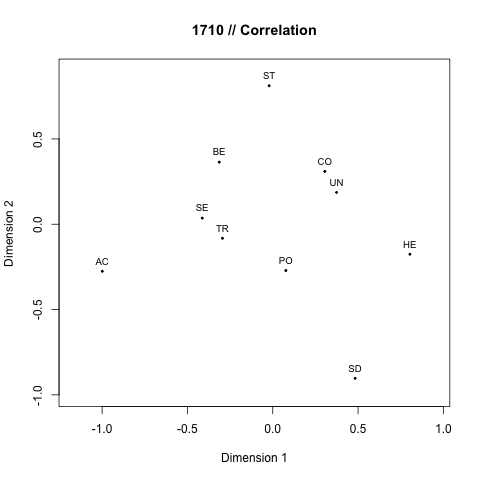 1710 // Correlation
ST
BE
CO
UN
SE
TR
HE
AC
PO
SD
0.5
0.0
-0.5
-1.0
Dimension 2
-1.0 -0.5 0.0 0.5 1.0
Dimension 1